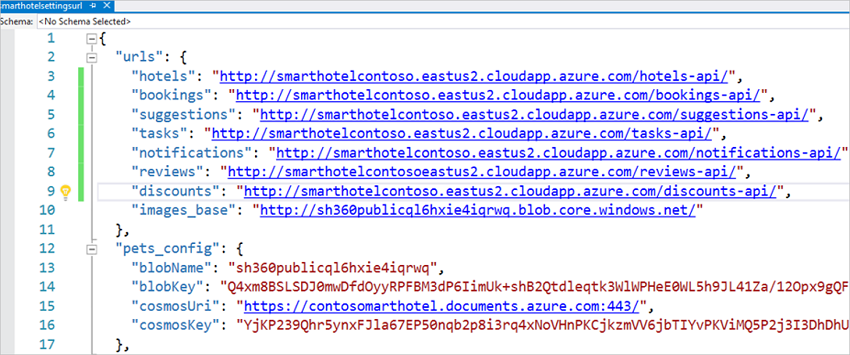 smarthotelsettingsurl
Schema: <No Schema Selected>
1 {
2 "urls": {
3 "hotels": "http://smarthotelcontoso.eastus2.cloudapp.azure.com/hotels-api/",
4 "bookings": "http://smarthotelcontoso.eastus2.cloudapp.azure.com/bookings-api/",
5 "suggestions": "http://smarthotelcontoso.eastus2.cloudapp.azure.com/suggestions-api/",
6 "tasks": "http://smarthotelcontoso.eastus2.cloudapp.azure.com/tasks-api/",
7 "notifications": "http://smarthotelcontoso.eastus2.cloudapp.azure.com/notifications-api/"
8 "reviews": "http://smarthotelcontosoeastus2.cloudapp.azure.com/reviews-api/",
9 "discounts": "http://smarthotelcontoso.eastus2.cloudapp.azure.com/discounts-api/",
10 "images_base": "http://sh360publicql6hxie4iqrwq.blob.core.windows.net/"
11 },
12 "pets_config": {
13 "blobName": "sh360publicql6hxie4iqrwq",
14 "blobKey": "Q4xm8BSLSDJ0mwDfdOyyRPFBM3dP6IimUk+shB2Qtdleqtk3WlWPHeE0WL5h9JL41Za/12Opx9gQF
15 "cosmosUri": "https://contosomarthotel.documents.azure.com:443/",
16 "cosmosKey": "YjKP239Qhr5ynxFJla67EP50nqb2p8i3rq4xNoVHnPKCjkzmVV6jbTIYvPKViMQ5P2j3I3DhDhU
17 },